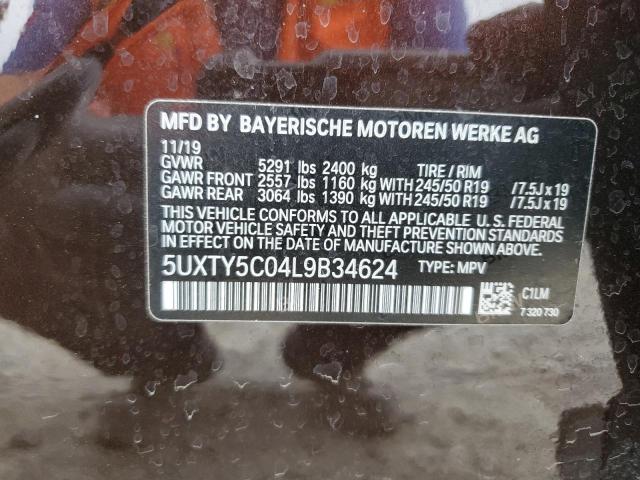 MFD BY BAYERISCHE MOTOREN WERKE AG
11/19
GVWR 5291 lbs 2400 kg TIRE / RIM
GAWR FRONT 2557 lbs 1160 kg WITH 245/50 R19 /7.5J x 19
GAWR REAR 3064 lbs 1390 kg WITH 245/50 R19 /7.5J x 19
THIS VEHICLE CONFORMS TO ALL APPLICABLE U. S. FEDERAL
MOTOR VEHICLE SAFETY AND THEFT PREVENTION STANDARDS
IN EFFECT ON THE DATE OF MANUFACTURE SHOWN ABOVE.
5UXTY5C04L9B34624 TYPE: MPV
C1LM
7 320 730